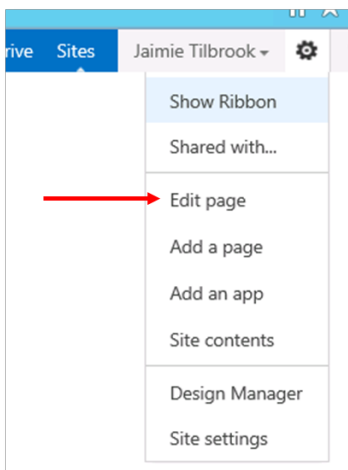 Sites Jaimie Tilbrook
Show Ribbon
Shared with...
Edit page
Add a page
Add an app
Site contents
Design Manager
Site settings